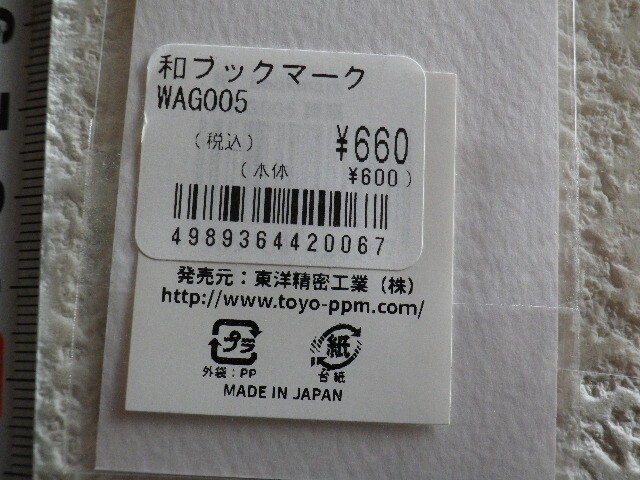 和ブックマーク
WAG005
(税込) ¥660
(本体 ¥600)
4989364420067
発売元：東洋精密工業（株）
http://www.toyo-ppm.com/
プラ 紙
外袋：PP 台紙
MADE IN JAPAN